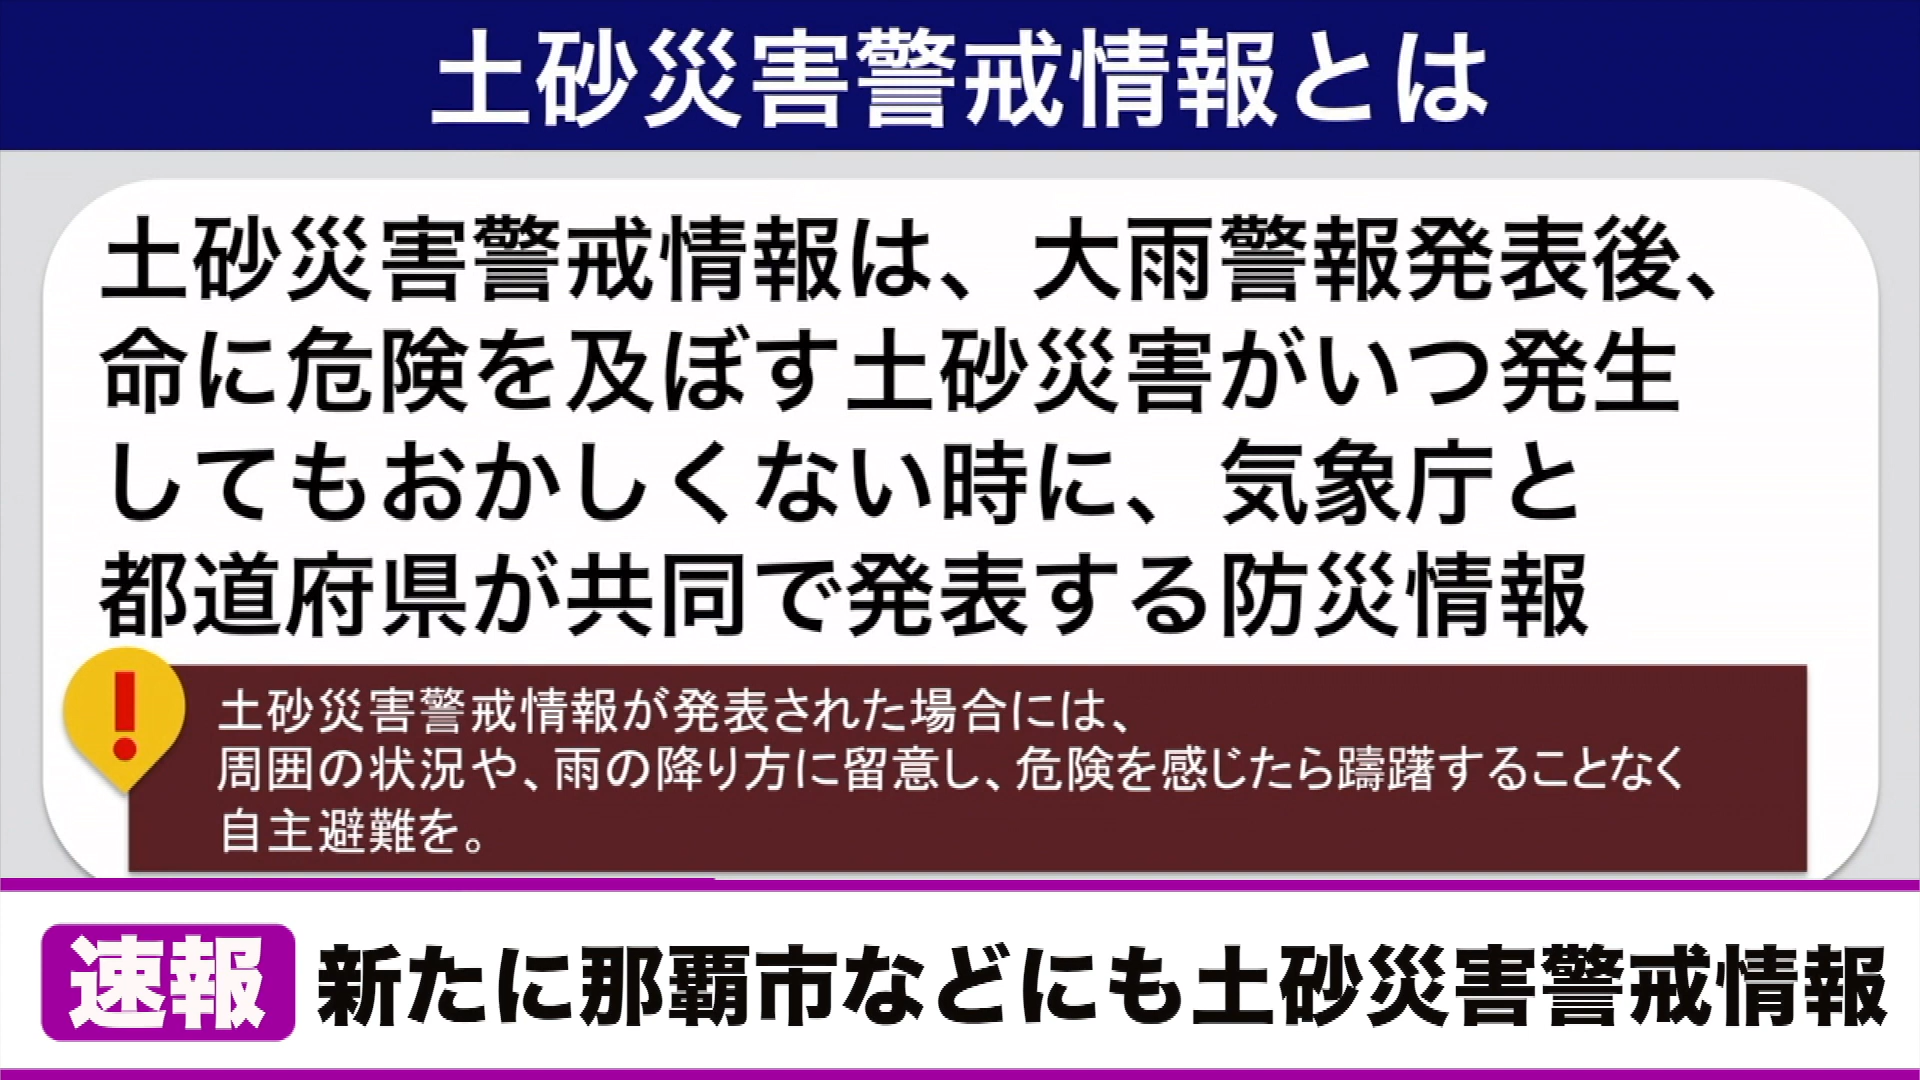 土砂災害警戒情報とは
土砂災害警戒情報は、大雨警報発表後、
命に危険を及ぼす土砂災害がいつ発生
してもおかしくない時に、気象庁と
都道府県が共同で発表する防災情報
土砂災害警戒情報が発表された場合には、
周囲の状況や、雨の降り方に留意し、危険を感じたら躊躇することなく
自主避難を。
速報 新たに那覇市などにも土砂災害警戒情報